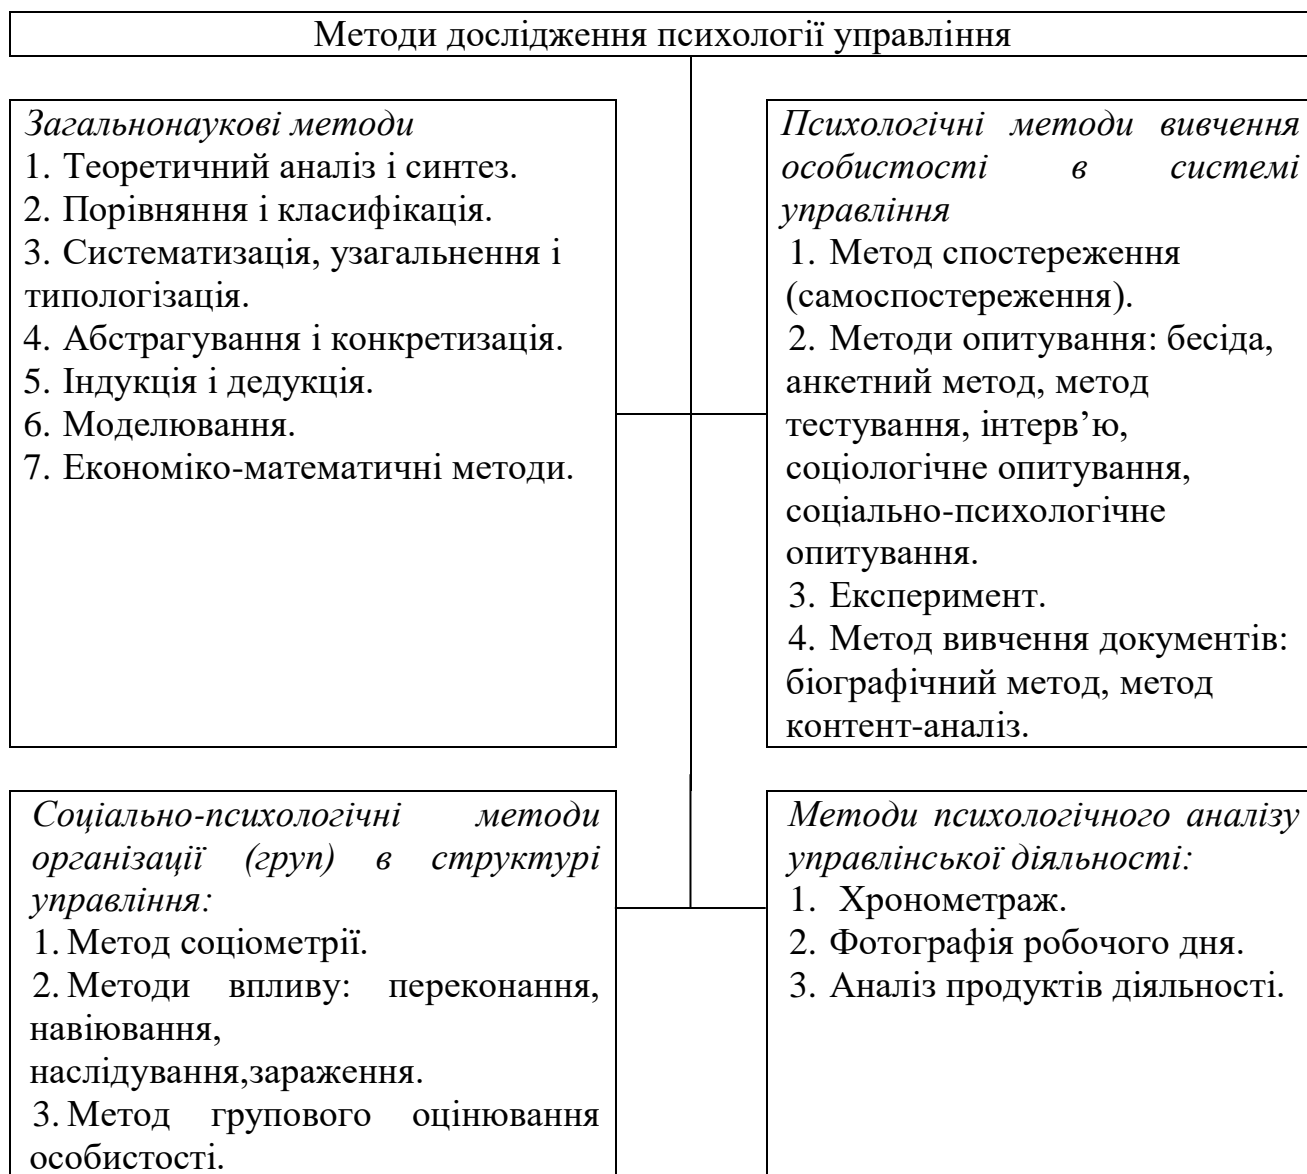 Методи дослідження психології управління
Загальнонаукові методи
1. Теоретичний аналіз і синтез.
2. Порівняння і класифікація.
3. Систематизація, узагальнення і
типологізація.
4. Абстрагування і конкретизація.
5. Індукція і дедукція.
6. Моделювання.
7. Економіко-математичні методи.
Психологічні методи вивчення
особистості в системі
управління
1. Метод спостереження
(самоспостереження).
2. Методи опитування: бесіда,
анкетний метод, метод
тестування, інтерв’ю,
соціологічне опитування,
соціально-психологічне
опитування.
3. Експеримент.
4. Метод вивчення документів:
біографічний метод, метод
контент-аналіз.
Соціально-психологічні методи
організації (груп) в структурі
управління:
1. Метод соціометрії.
2. Методи впливу: переконання,
навіювання,
наслідування,зараження.
3. Метод групового оцінювання
особистості.
Методи психологічного аналізу
управлінської діяльності:
1. Хронометраж.
2. Фотографія робочого дня.
3. Аналіз продуктів діяльності.